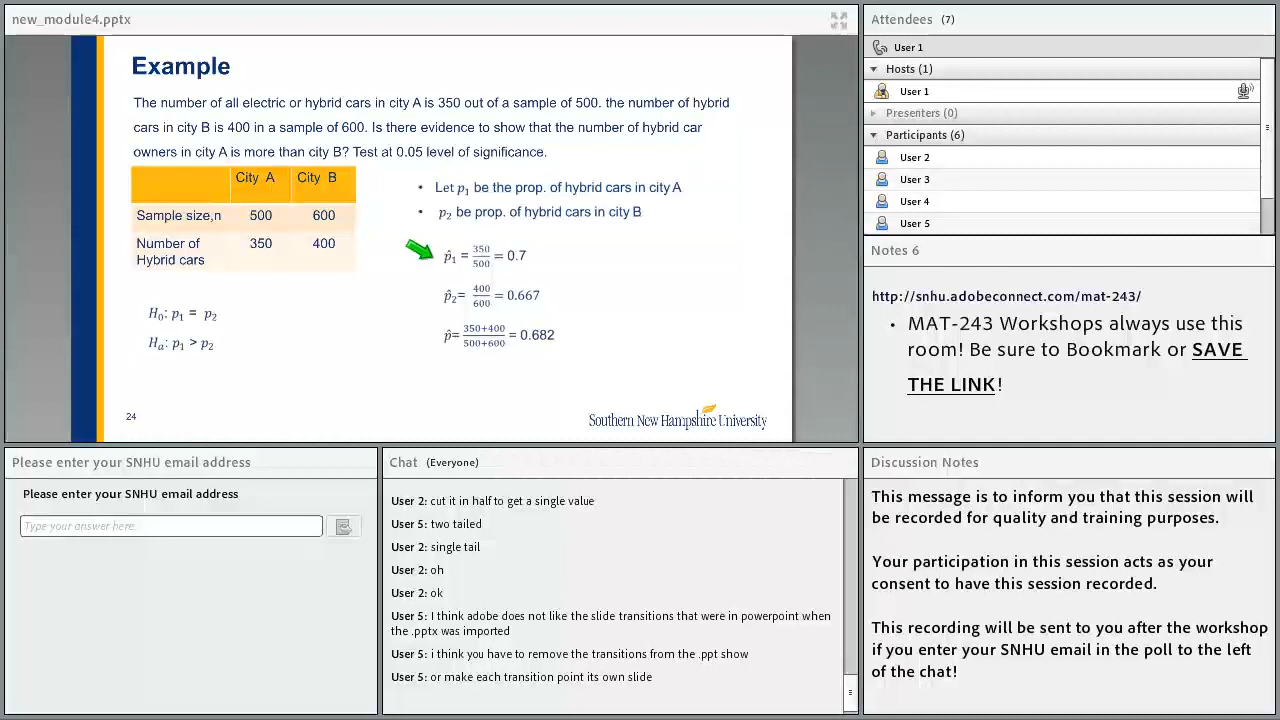 new_module4.pptx
Example
The number of all electric or hybrid cars in city A is 350 out of a sample of 500. the number of hybrid
cars in city B is 400 in a sample of 600. Is there evidence to show that the number of hybrid car
owners in city A is more than city B? Test at 0.05 level of significance.
City A City B
Sample size,n 500 600
Number of 350 400
Hybrid cars
H₀: p₁ = p₂
Hₐ: p₁ > p₂
• Let p₁ be the prop. of hybrid cars in city A
• p₂ be prop. of hybrid cars in city B
p̂₁ = 350/500 = 0.7
p̂₂= 400/600 = 0.667
p̂= 350+400/500+600 = 0.682
24
Southern New Hampshire University
Attendees (7)
User 1
Hosts (1)
User 1
Presenters (0)
Participants (6)
User 2
User 3
User 4
User 5
Notes 6
http://snhu.adobeconnect.com/mat-243/
• MAT-243 Workshops always use this
room! Be sure to Bookmark or SAVE
THE LINK!
Please enter your SNHU email address
Please enter your SNHU email address
Type your answer here.
Chat (Everyone)
User 2: cut it in half to get a single value
User 5: two tailed
User 2: single tail
User 2: oh
User 2: ok
User 5: I think adobe does not like the slide transitions that were in powerpoint when
the .pptx was imported
User 5: i think you have to remove the transitions from the .ppt show
User 5: or make each transition point its own slide
Discussion Notes
This message is to inform you that this session will
be recorded for quality and training purposes.
Your participation in this session acts as your
consent to have this session recorded.
This recording will be sent to you after the workshop
if you enter your SNHU email in the poll to the left
of the chat!